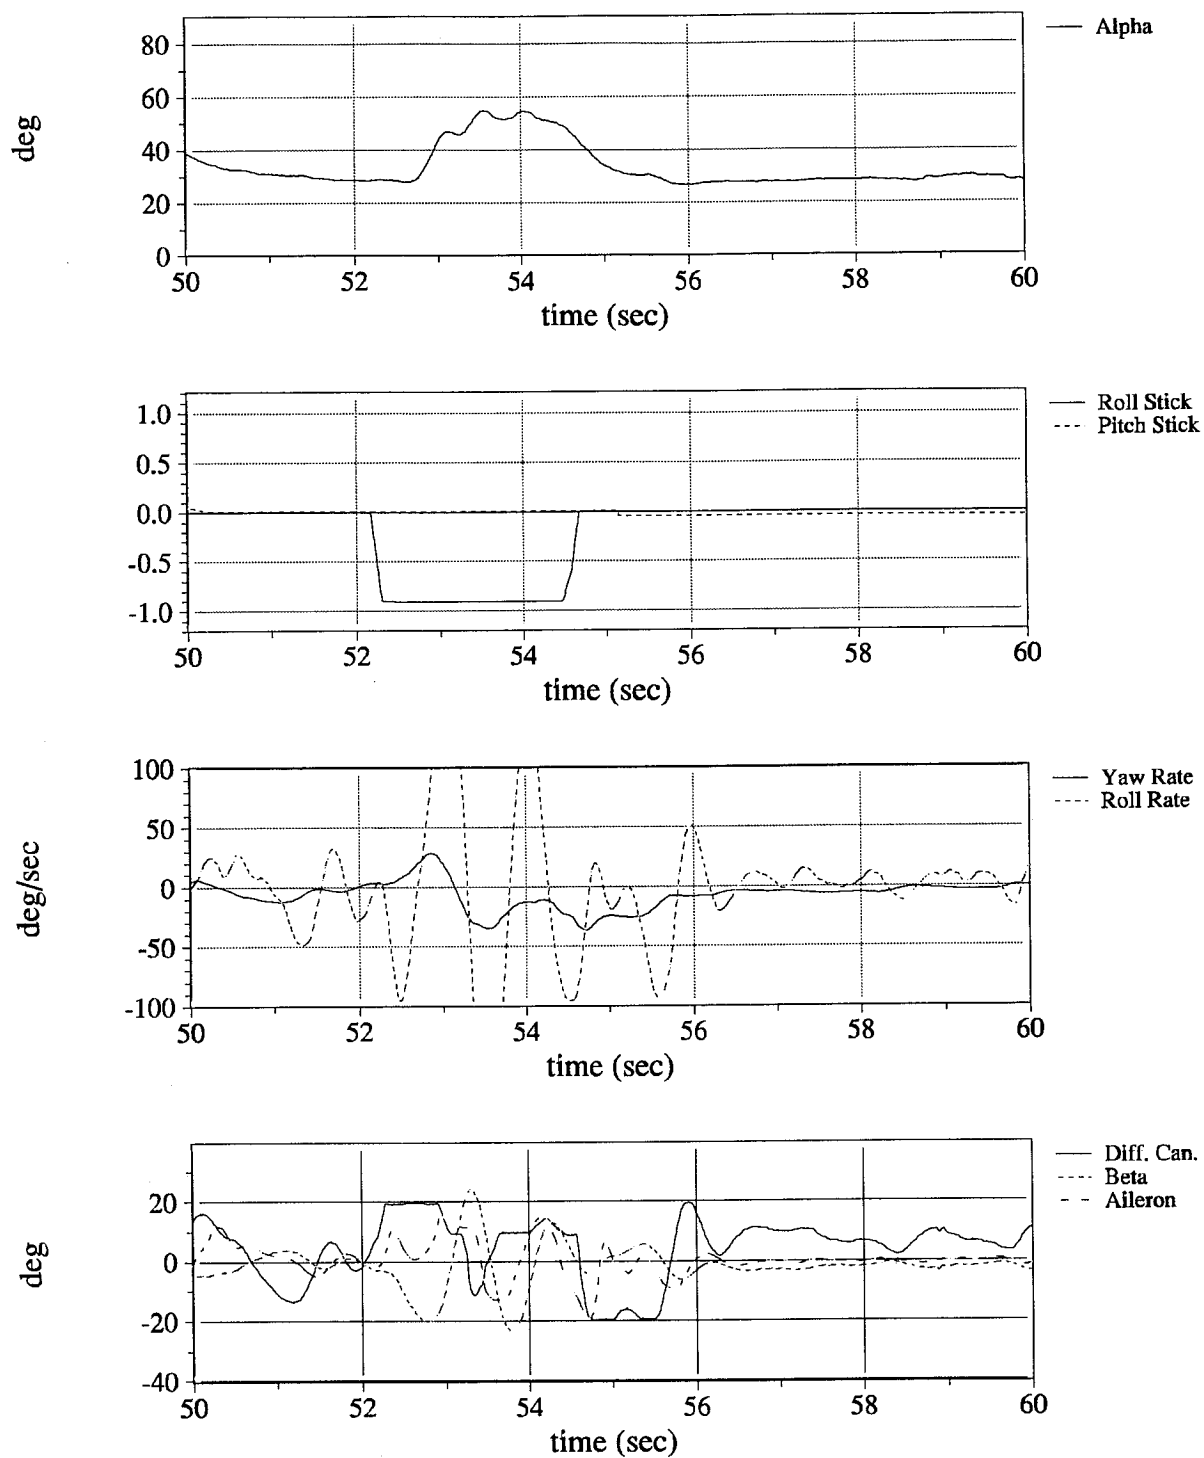 80
60
40
20
0
deg
Alpha
50 52 54 56 58 60
time (sec)
1.0
0.5
0.0
-0.5
-1.0
Roll Stick
Pitch Stick
50 52 54 56 58 60
time (sec)
100
50
0
-50
-100
deg/sec
Yaw Rate
Roll Rate
50 52 54 56 58 60
time (sec)
20
0
-20
-40
deg
Diff. Can.
Beta
Aileron
50 52 54 56 58 60
time (sec)